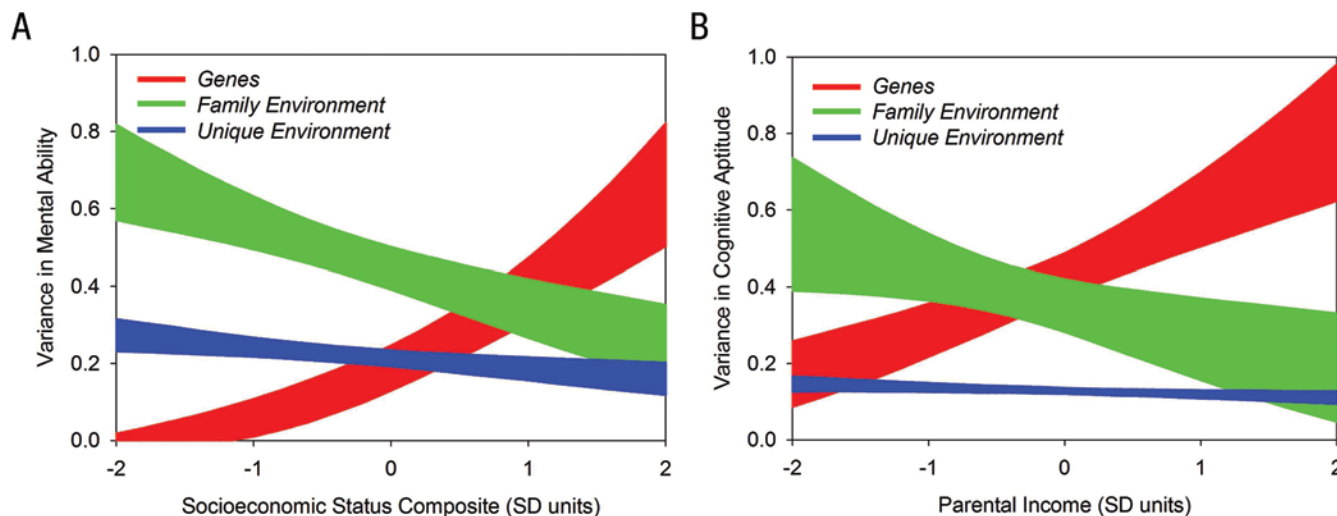 A
Variance in Mental Ability
1.0
0.8
0.6
0.4
0.2
0.0
Genes
Family Environment
Unique Environment
-2 -1 0 1 2
Socioeconomic Status Composite (SD units)
B
Variance in Cognitive Aptitude
1.0
0.8
0.6
0.4
0.2
0.0
Genes
Family Environment
Unique Environment
-2 -1 0 1 2
Parental Income (SD units)